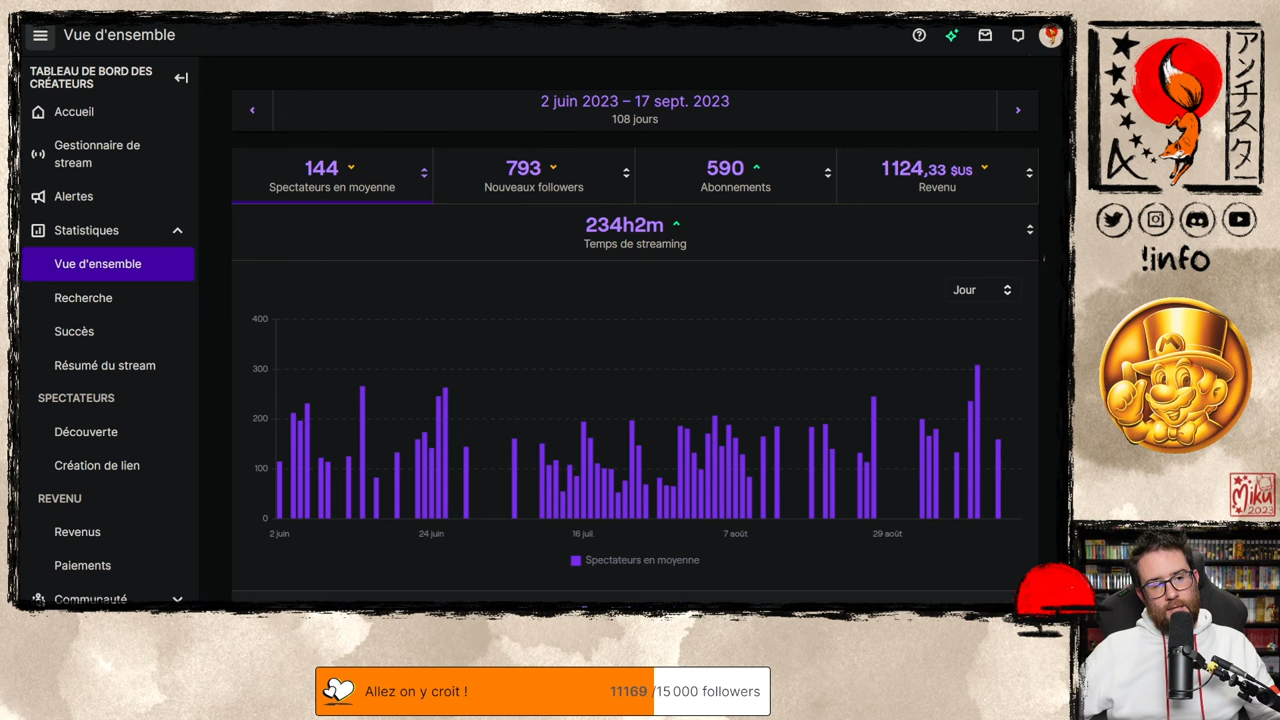 Vue d'ensemble
TABLEAU DE BORD DES
CRÉATEURS
Accueil
Gestionnaire de
stream
Alertes
Statistiques
Vue d'ensemble
Recherche
Succès
Résumé du stream
SPECTATEURS
Découverte
Création de lien
REVENU
Revenus
Paiements
Communauté
2 juin 2023 – 17 sept. 2023
108 jours
144
Spectateurs en moyenne
793
Nouveaux followers
590
Abonnements
1124,33 $US
Revenu
234h2m
Temps de streaming
Jour
400
300
200
100
0
2 juin
24 juin
16 juil.
7 août
29 août
Spectateurs en moyenne
アンチスター
!info
M
Miku
2023
Allez on y croit !
11169 /15 000 followers